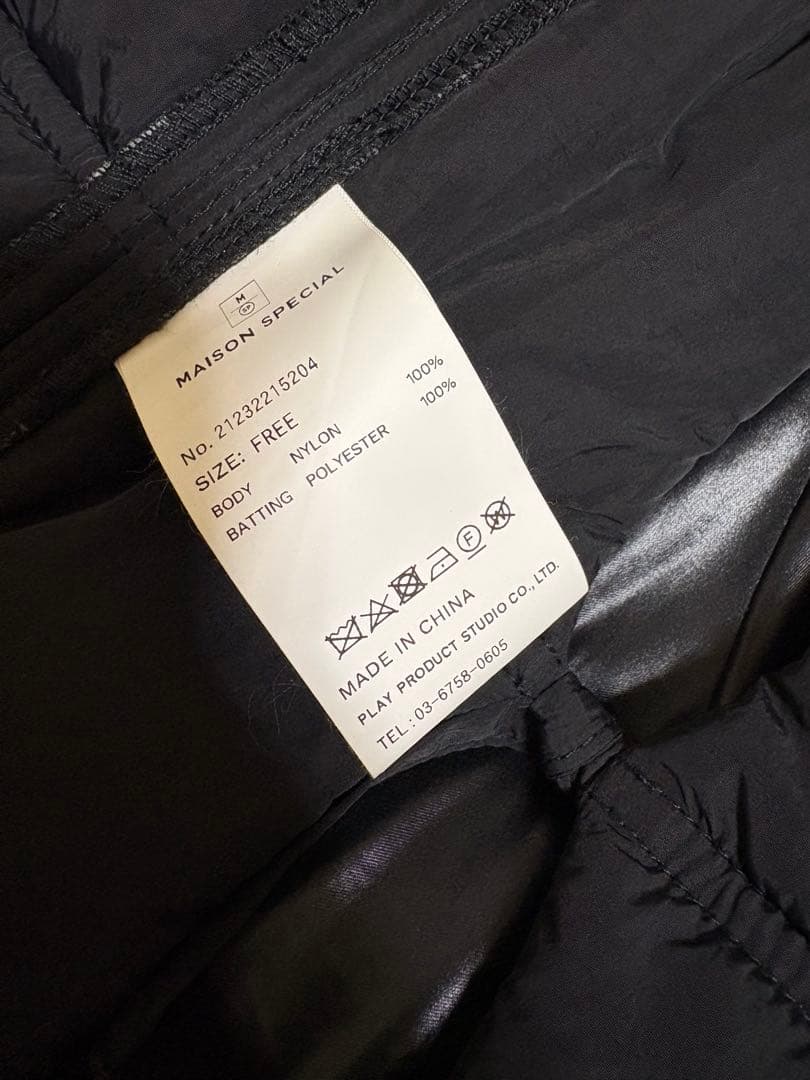 M
SP
MAISON SPECIAL
No. 21232215204
SIZE: FREE
BODY NYLON 100%
BATTING POLYESTER 100%
F W
MADE IN CHINA
PLAY PRODUCT STUDIO CO., LTD.
TEL : 03-6758-0605